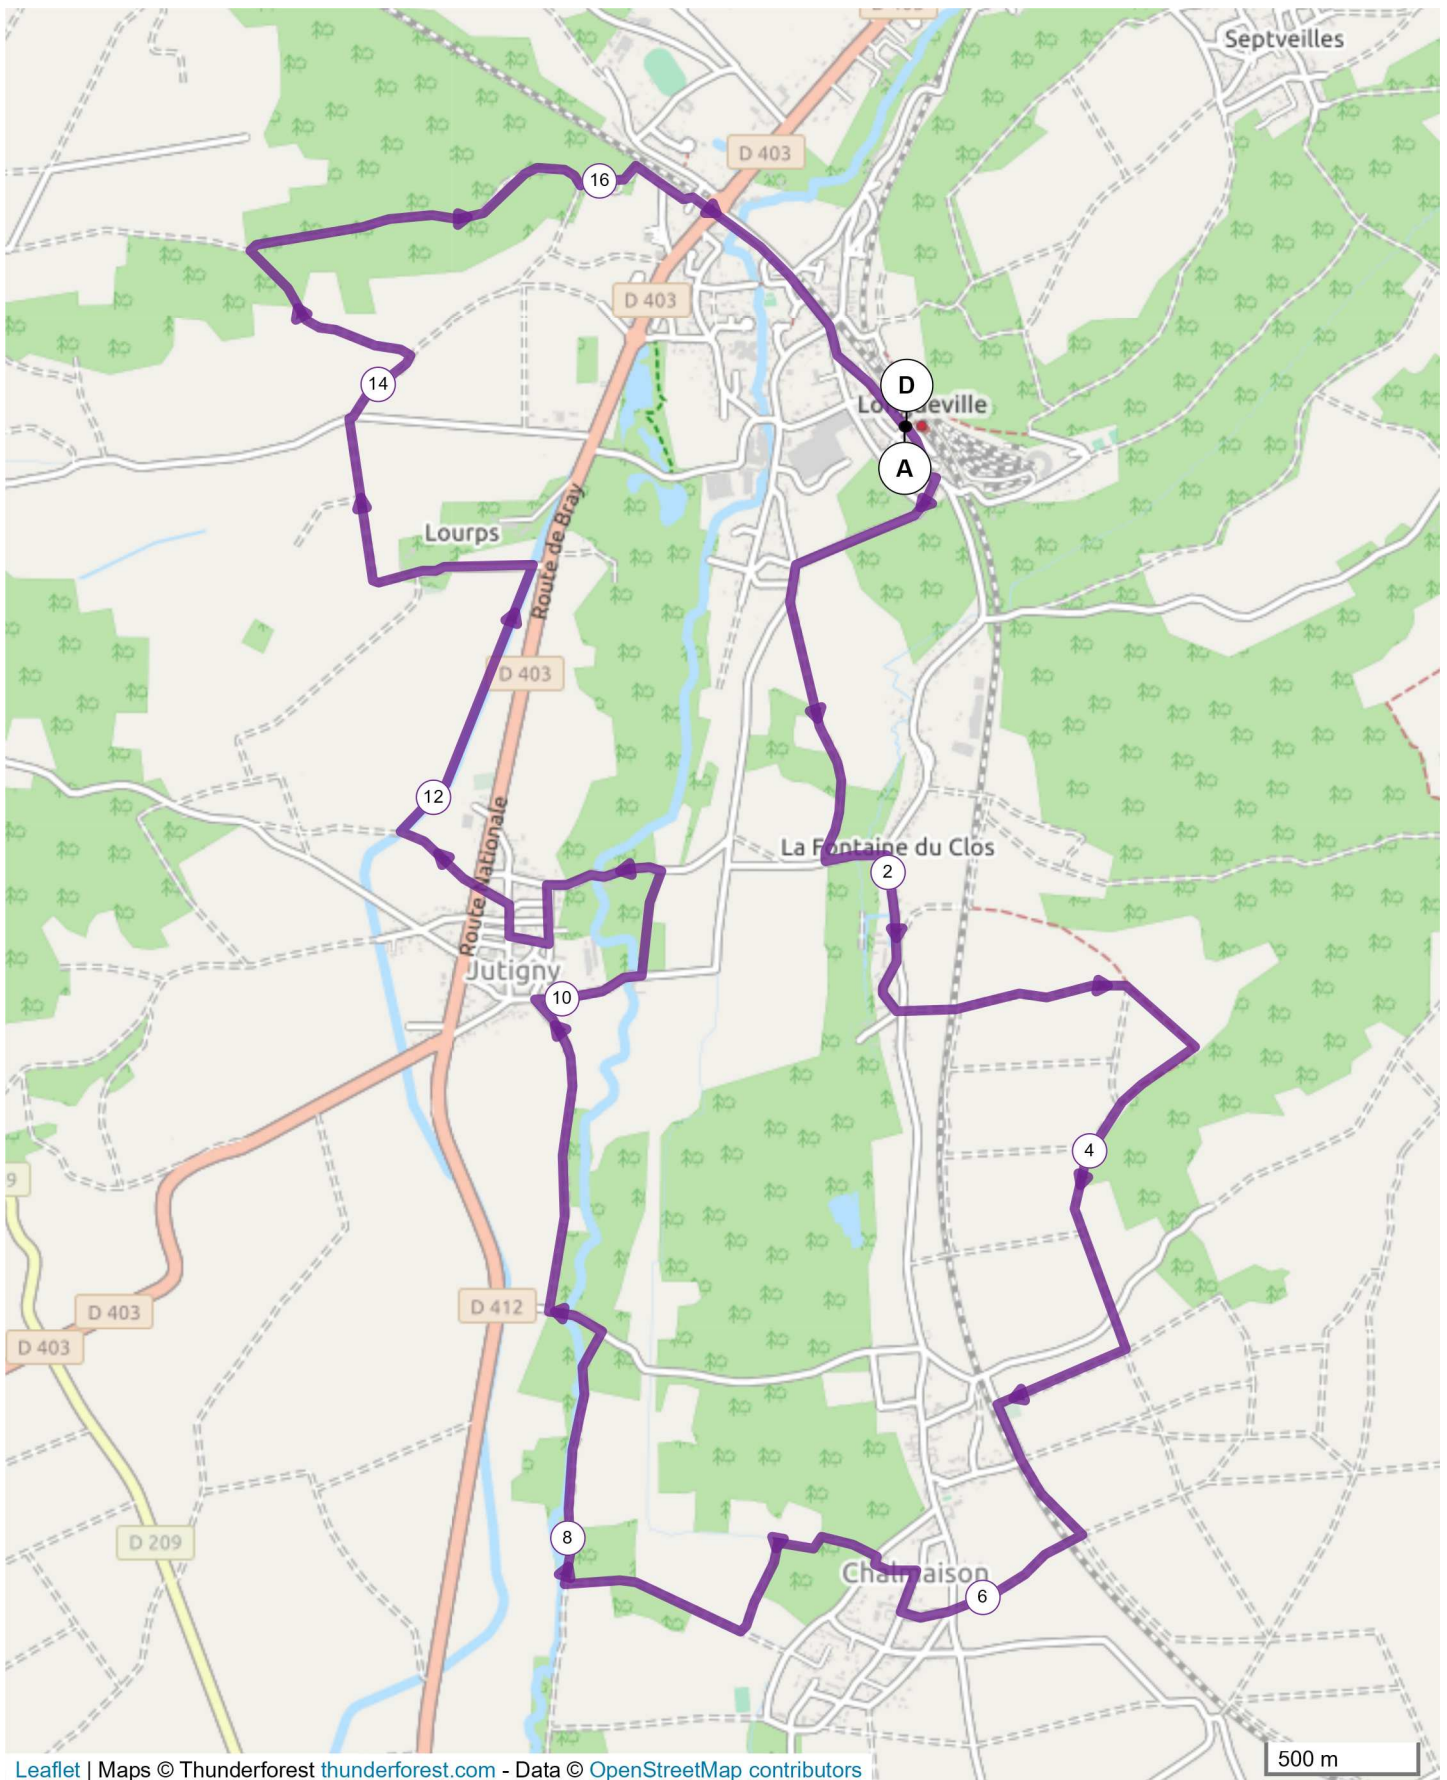 Septveilles
D 403
16
D 403
D
14
A
Lourps
Route de Bray
D 403
12
Route Nationale
La Fontaine du Clos
2
Jutigny
10
4
9
D 412
D 403
D 403
8
D 209
Chalmaison
6
500 m
Leaflet | Maps © Thunderforest thunderforest.com - Data © OpenStreetMap contributors